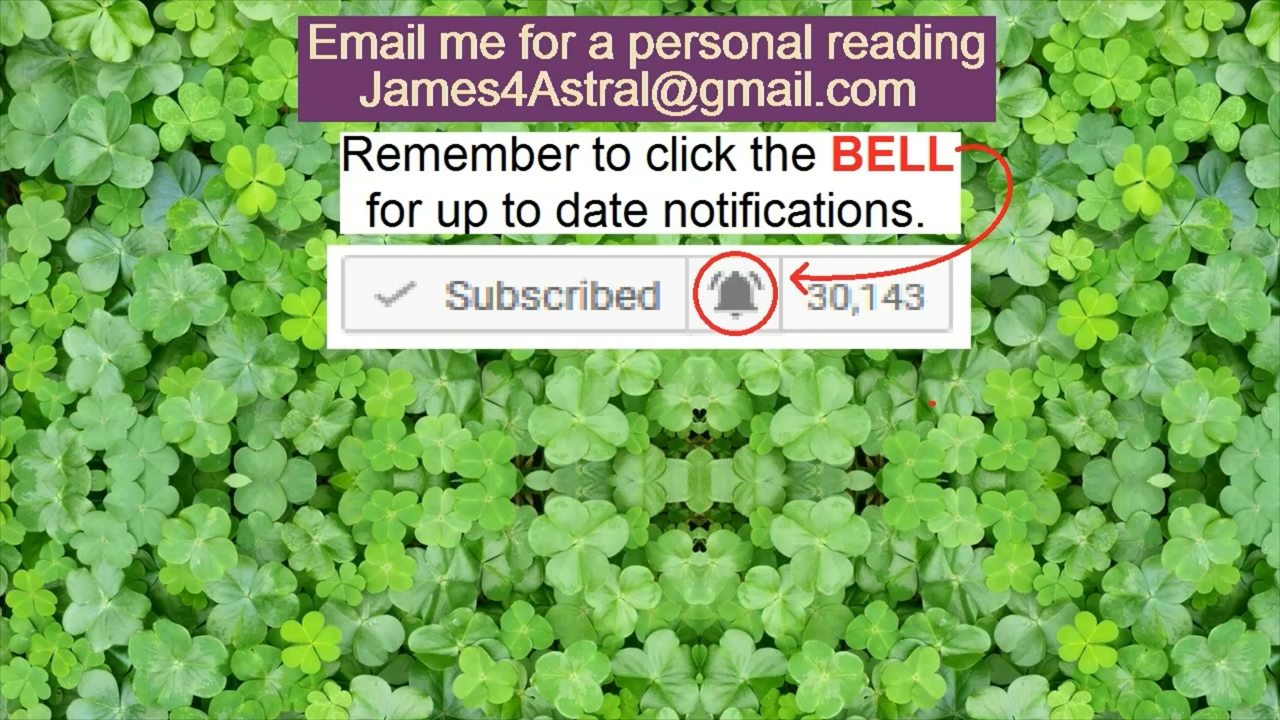 Email me for a personal reading
James4Astral@gmail.com
Remember to click the BELL
for up to date notifications.
Subscribed 30,143